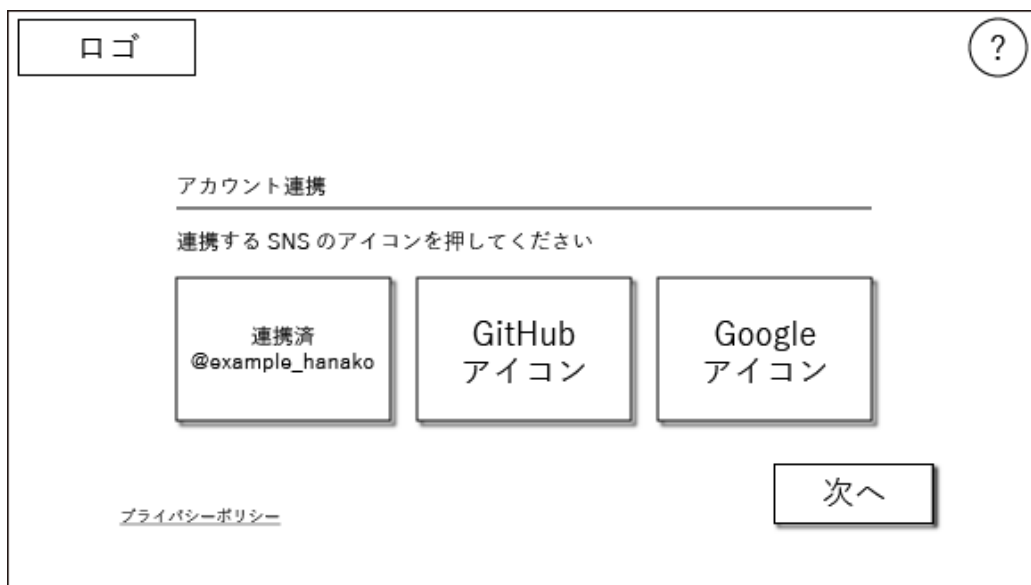 ロゴ
?
アカウント連携
連携する SNS のアイコンを押してください
連携済
@example_hanako
GitHub
アイコン
Google
アイコン
次へ
プライバシーポリシー